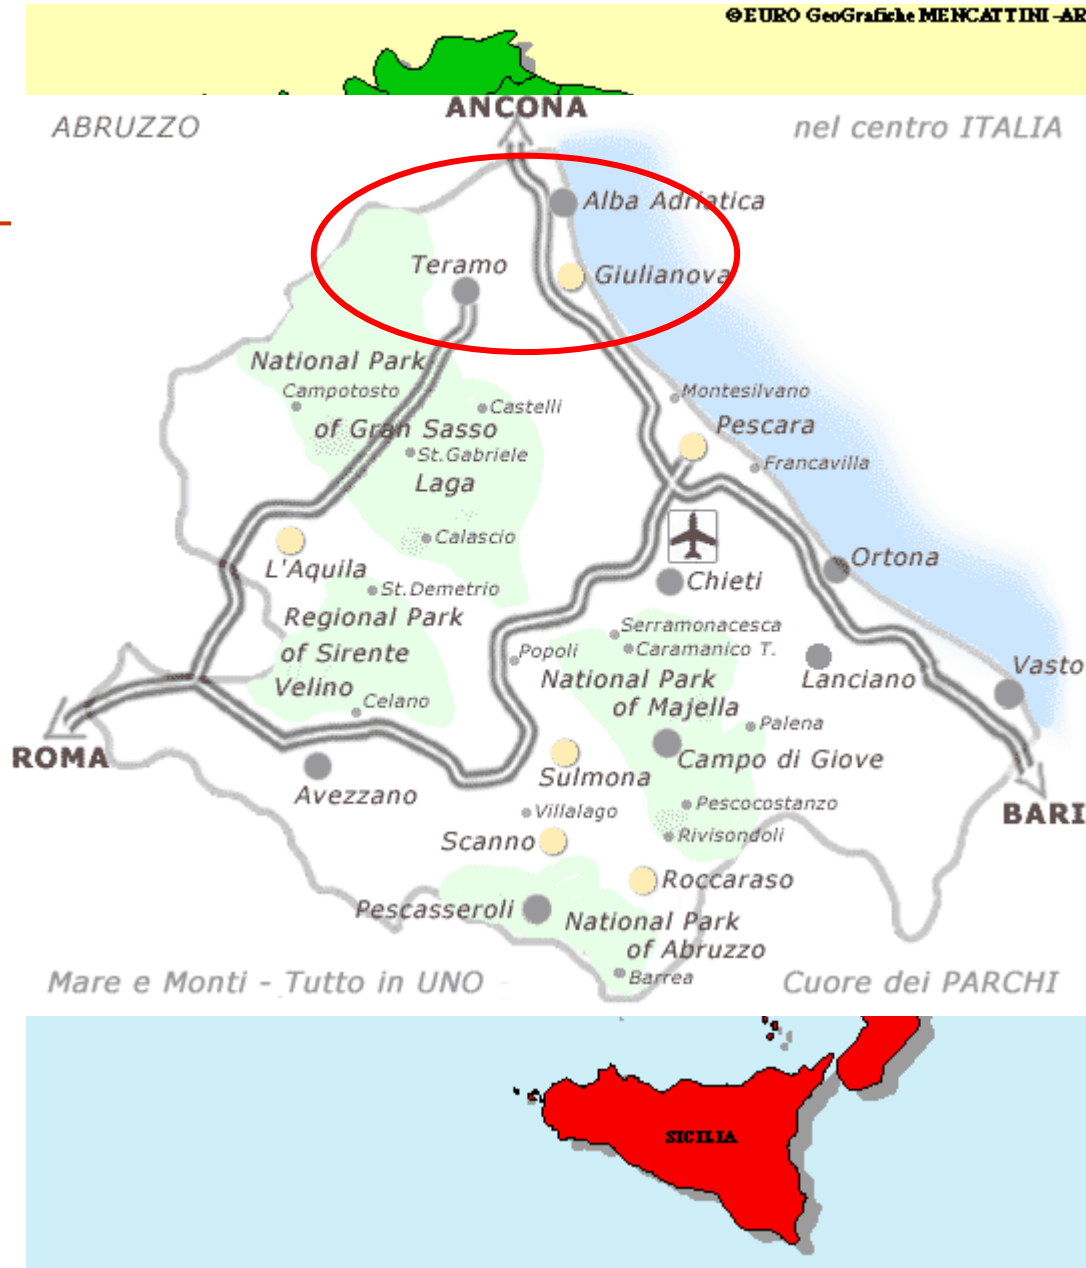 ©EURO GeoGrafiche MENCATTINI -AR
ANCONA
ABRUZZO
nel centro ITALIA
Alba Adriatica
Teramo
Giulianova
National Park
Campotosto
Montesilvano
Castelli
of Gran Sasso
Pescara
St.Gabriele
Francavilla
Laga
Calascio
L'Aquila
Ortona
Chieti
St.Demetrio
Regional Park
Serramonacesca
of Sirente
Popoli
Caramanico T.
Lanciano
Vasto
Velino
National Park
Celano
of Majella
Palena
ROMA
Campo di Giove
Sulmona
Avezzano
Villalago
Pescocostanzo
BARI
Scanno
Rivisondoli
Roccaraso
Pescasseroli
National Park
of Abruzzo
Barrea
Mare e Monti - Tutto in UNO
Cuore dei PARCHI
SICILIA